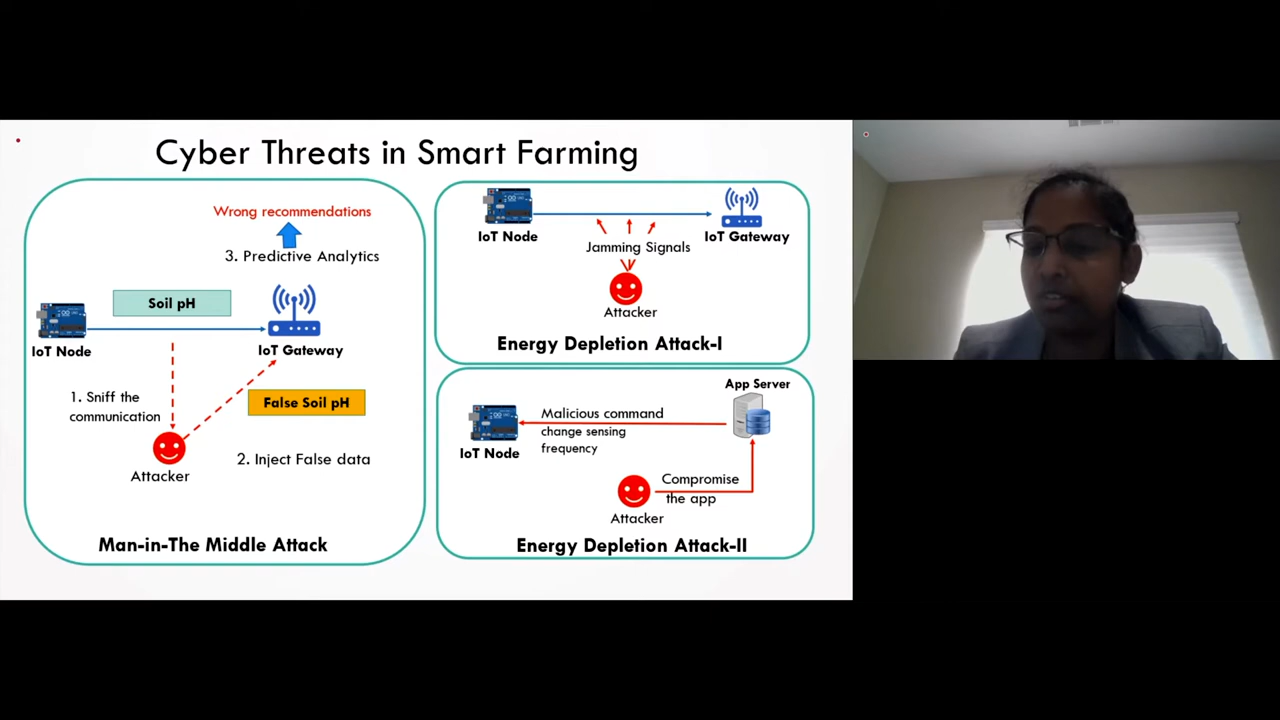 Cyber Threats in Smart Farming
Wrong recommendations
3. Predictive Analytics
Soil pH
IoT Node
IoT Gateway
1. Sniff the
communication
False Soil pH
2. Inject False data
Attacker
Man-in-The Middle Attack
IoT Node
IoT Gateway
Jamming Signals
Attacker
Energy Depletion Attack-I
App Server
Malicious command
change sensing
frequency
IoT Node
Compromise
the app
Attacker
Energy Depletion Attack-II